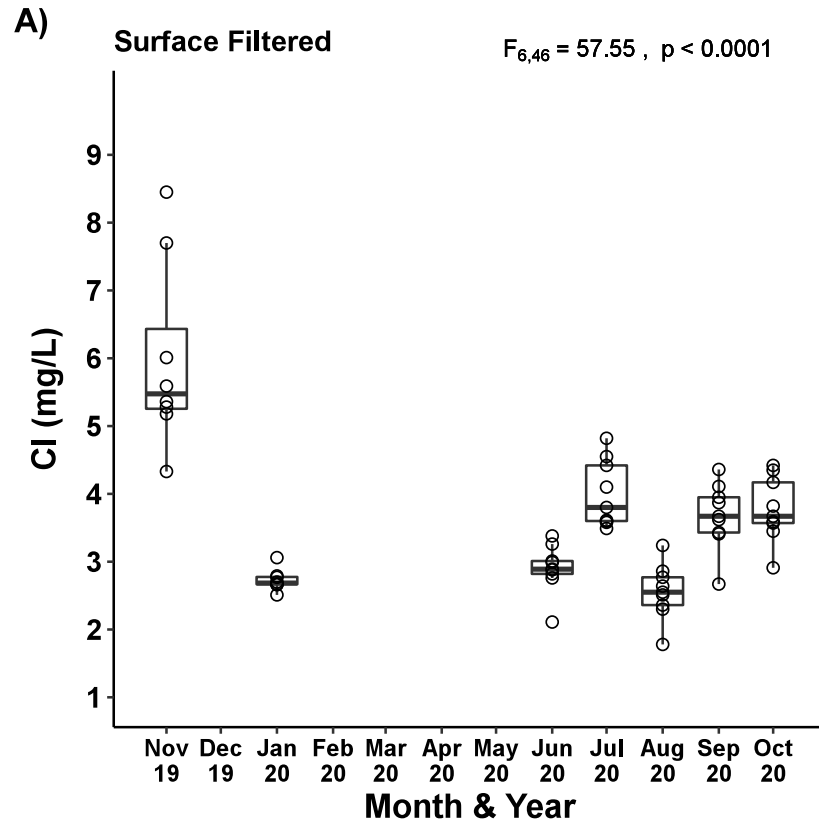 A)
Surface Filtered
F6,46 = 57.55 , p < 0.0001
Cl (mg/L)
9
8
7
6
5
4
3
2
1
Nov Dec Jan Feb Mar Apr May Jun Jul Aug Sep Oct
19 19 20 20 20 20 20 20 20 20 20 20
Month & Year